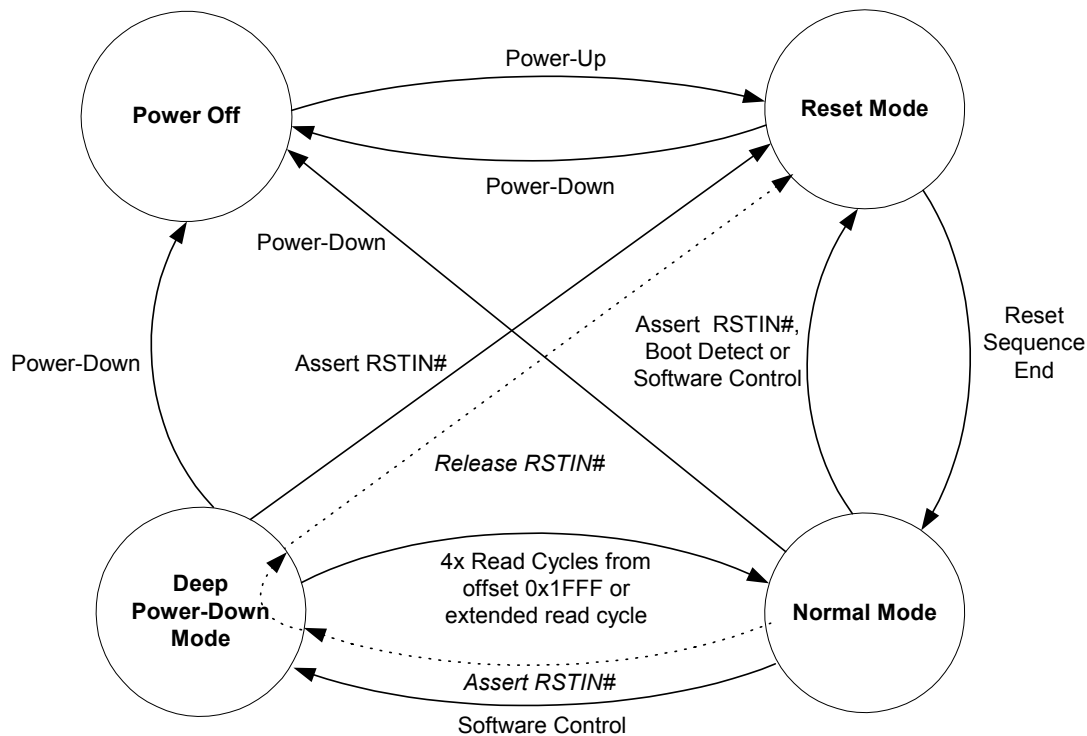 Power-Up
Power Off
Reset Mode
Power-Down
Power-Down
Assert RSTIN#,
Boot Detect or
Software Control
Reset
Sequence
End
Power-Down
Assert RSTIN#
Release RSTIN#
4x Read Cycles from
offset 0x1FFF or
extended read cycle
Deep
Power-Down
Mode
Normal Mode
Assert RSTIN#
Software Control